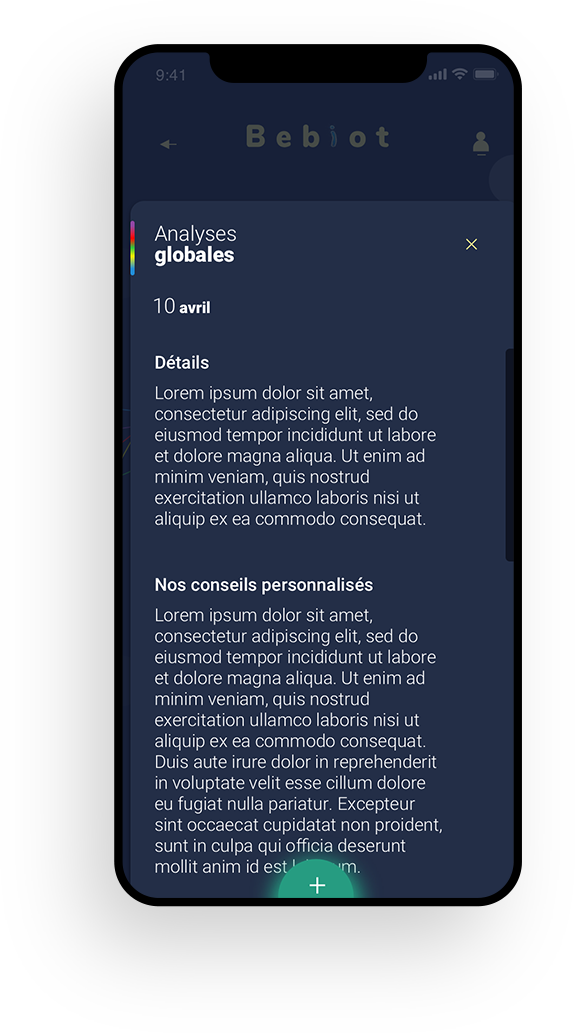 9:41
Bebiot
Analyses
globales
10 avril
Détails
Lorem ipsum dolor sit amet,
consectetur adipiscing elit, sed do
eiusmod tempor incididunt ut labore
et dolore magna aliqua. Ut enim ad
minim veniam, quis nostrud
exercitation ullamco laboris nisi ut
aliquip ex ea commodo consequat.
Nos conseils personnalisés
Lorem ipsum dolor sit amet,
consectetur adipiscing elit, sed do
eiusmod tempor incididunt ut labore
et dolore magna aliqua. Ut enim ad
minim veniam, quis nostrud
exercitation ullamco laboris nisi ut
aliquip ex ea commodo consequat.
Duis aute irure dolor in reprehenderit
in voluptate velit esse cillum dolore
eu fugiat nulla pariatur. Excepteur
sint occaecat cupidatat non proident,
sunt in culpa qui officia deserunt
mollit anim id est